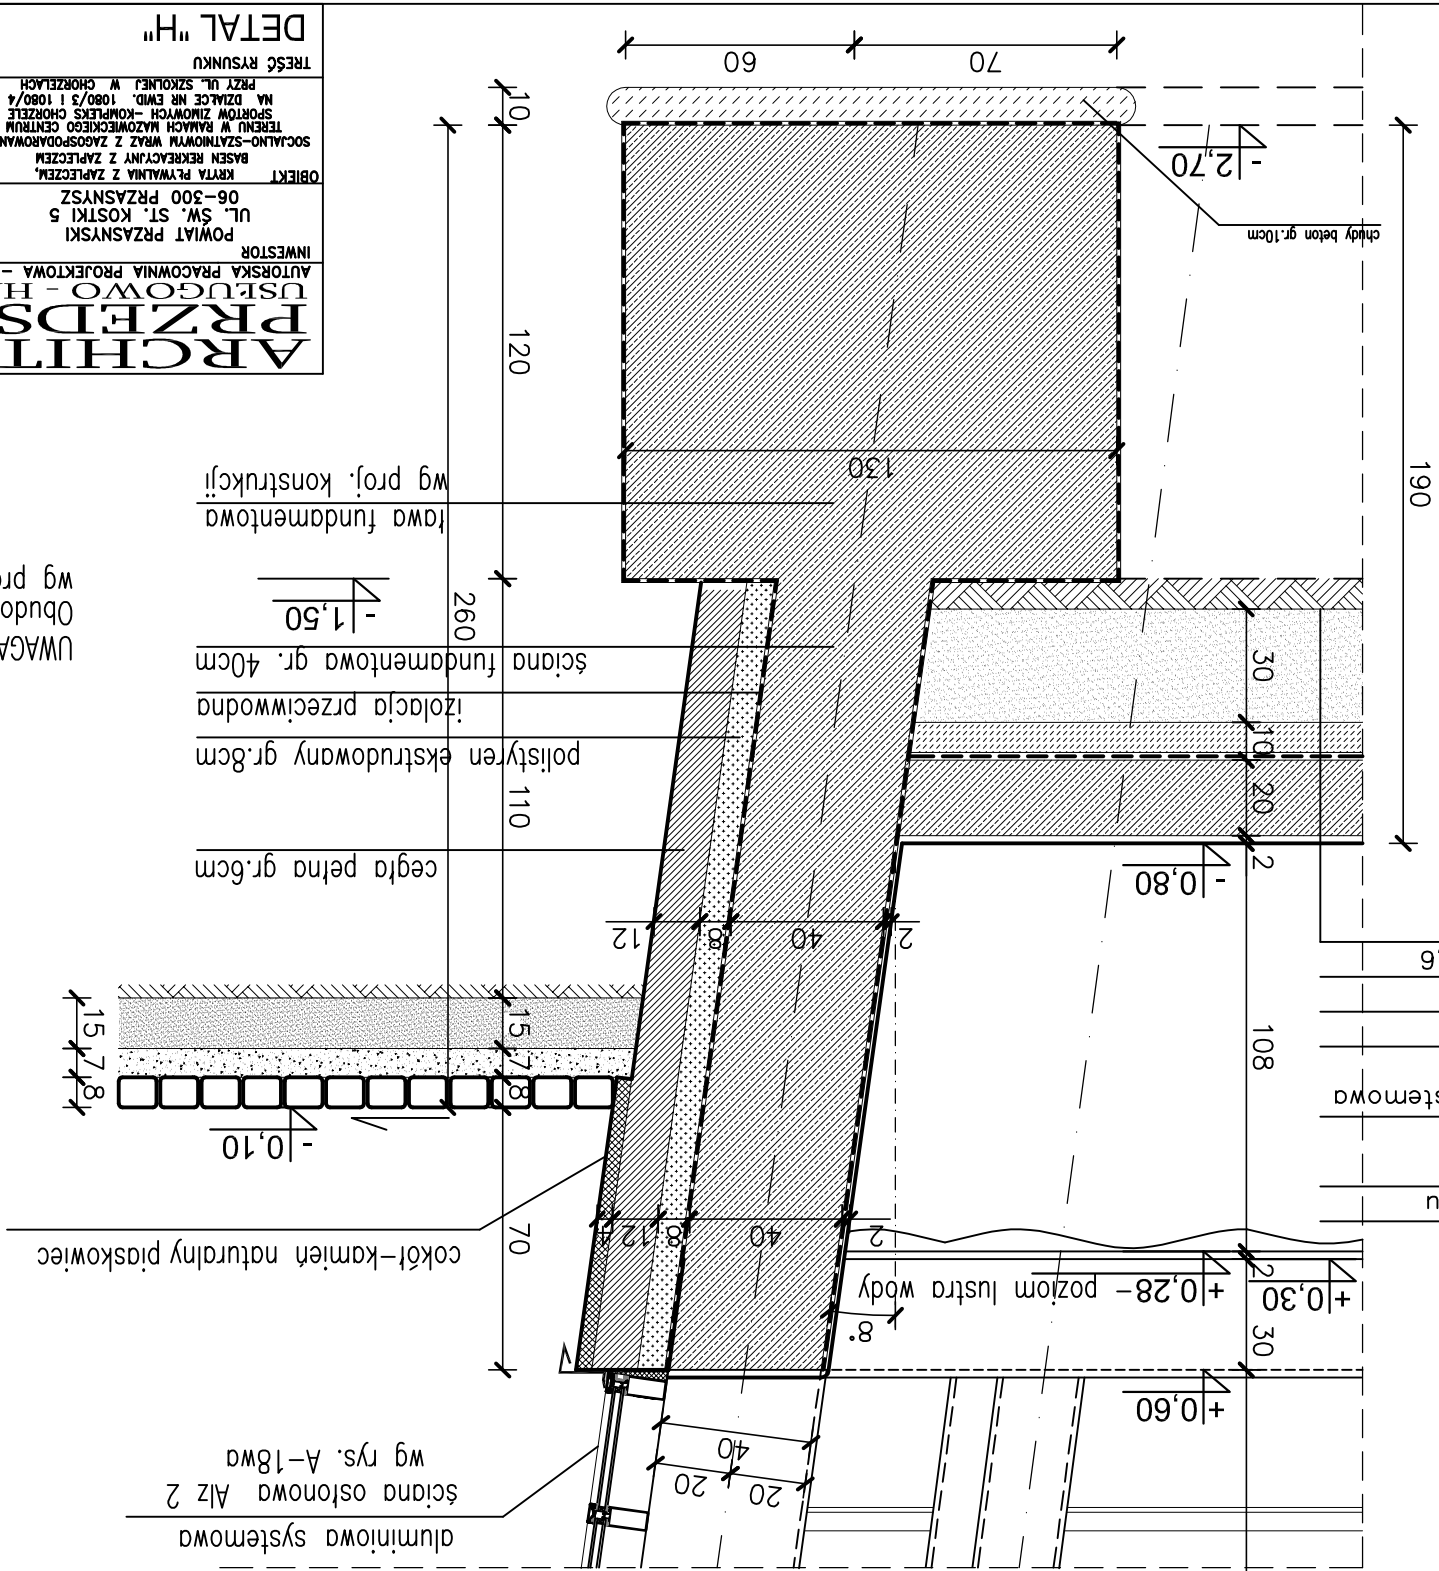 aluminiowa systemowa
ściana osłonowa Alz 2
wg rys. A-18wa
20
20
40
+0,60
8°
30
2
+0,30
+0,28- poziom lustra wody
cokół-kamień naturalny piaskowiec
70
4
12
8
40
2
-0,10
8
7
15
8
7
15
108
12
8
40
2
-0,80
2
20
10
30
190
cegła pełna gr.6cm
110
polistyren ekstrudowany gr.8cm
izolacja przeciwwodna
ściana fundamentowa gr. 40cm
260
-1,50
ława fundamentowa
wg proj. konstrukcji
130
120
chudy beton gr.10cm
-2,70
10
60
70
stemowa
UWAGA
Obudo
wg pro
ARCHIT
PRZEDS
USŁUGOWO - H
AUTORSKA PRACOWNIA PROJEKTOWA -
INWESTOR
POWIAT PRZASNYSKI
UL. ŚW. ST. KOSTKI 5
06-300 PRZASNYSZ
OBIEKT
KRYTA PŁYWALNIA Z ZAPLECZEM,
BASEN REKREACYJNY Z ZAPLECZEM
SOCJALNO-SZATNIOWYM WRAZ Z ZAGOSPODAROWAN
TERENU W RAMACH MAZOWIECKIEGO CENTRUM
SPORTÓW ZIMOWYCH -KOMPLEKS CHORZELE
NA DZIAŁCE NR EWID. 1080/3 I 1080/4
PRZY UL. SZKOLNEJ W CHORZELACH
TREŚĆ RYSUNKU
DETAL "H"